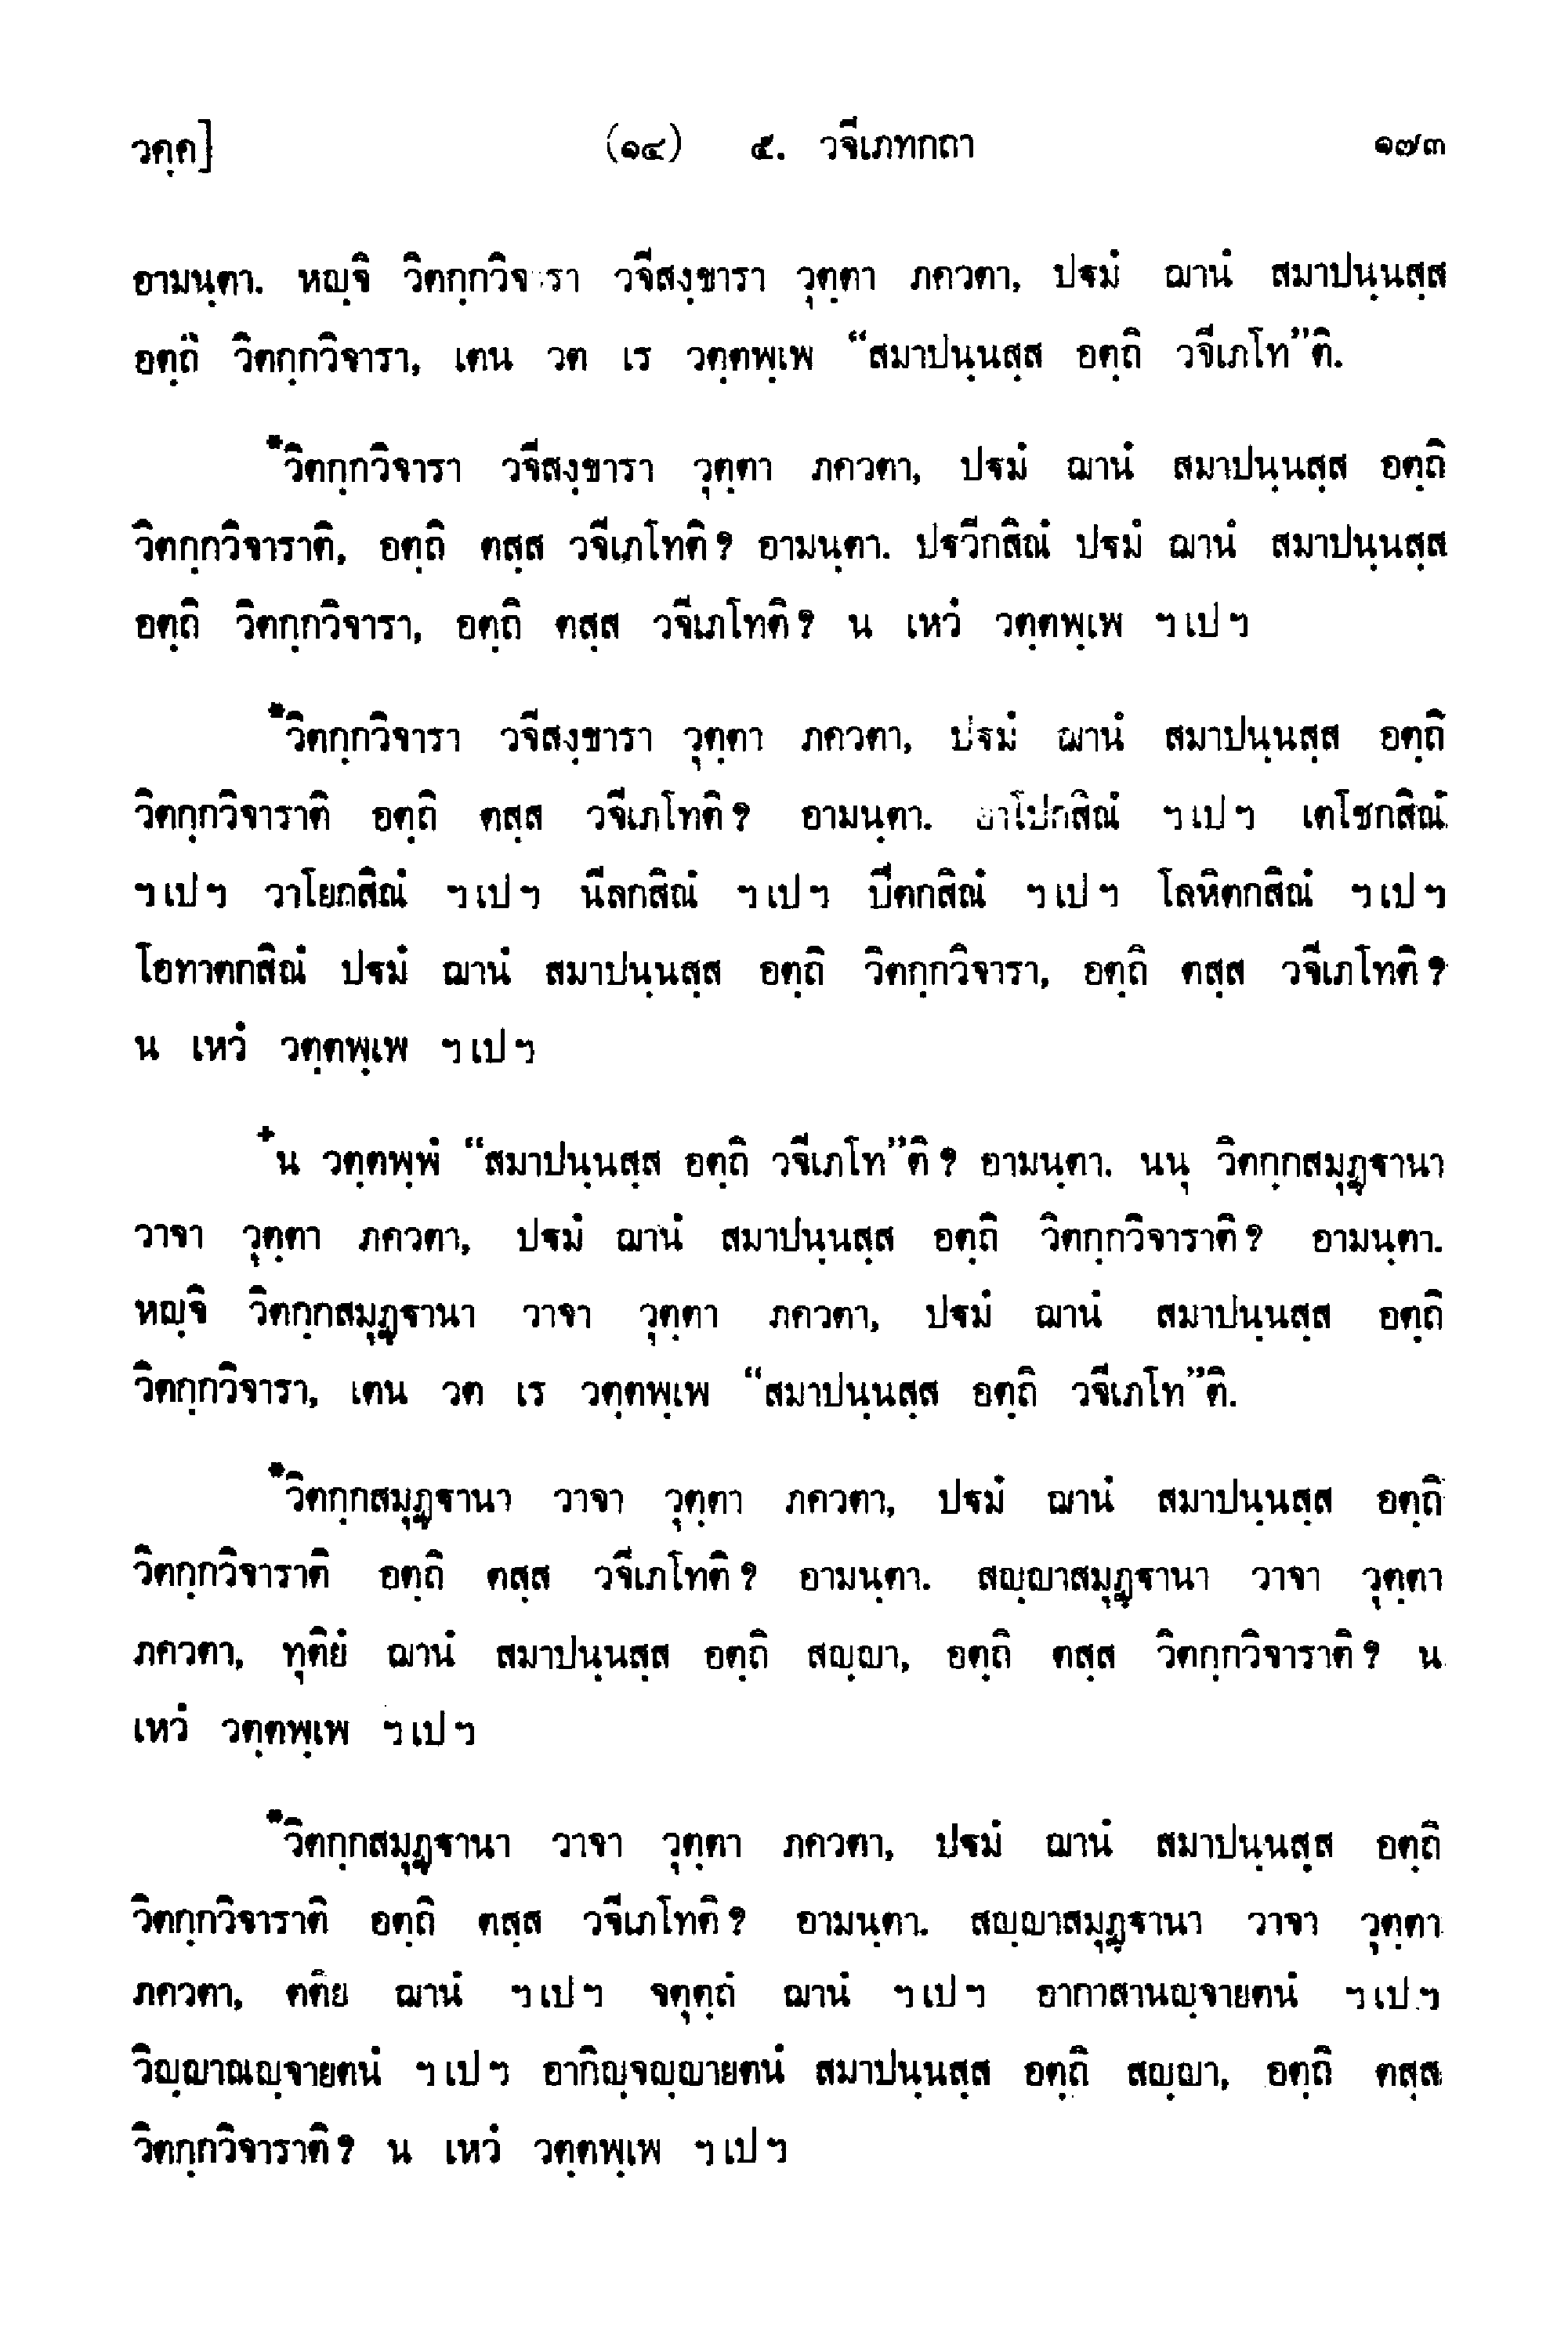 วคฺค]	(๑๔)	๕. วจีเภทกถา	๑๗๓
อามนฺตา. หญฺจิ วิตกฺกวิจารา วจีสงฺขารา วุตฺตา ภควตา, ปฐมํ ฌานํ สมาปนฺนสฺส
อตฺถิ วิตกฺกวิจารา, เตน วต เร วตฺตพฺเพ “สมาปนฺนสฺส อตฺถิ วจีเภโท”ติ.
*วิตกฺกวิจารา วจีสงฺขารา วุตฺตา ภควตา, ปฐมํ ฌานํ สมาปนฺนสฺส อตฺถิ
วิตกฺกวิจาราติ, อตฺถิ ตสฺส วจีเภโทติ? อามนฺตา. ปฐวีกสิณํ ปฐมํ ฌานํ สมาปนฺนสฺส
อตฺถิ วิตกฺกวิจารา, อตฺถิ ตสฺส วจีเภโทติ? น เหวํ วตฺตพฺเพ ฯเปฯ
*วิตกฺกวิจารา วจีสงฺขารา วุตฺตา ภควตา, ปฐมํ ฌานํ สมาปนฺนสฺส อตฺถิ
วิตกฺกวิจาราติ อตฺถิ ตสฺส วจีเภโทติ? อามนฺตา. อาโปกสิณํ ฯเปฯ เตโชกสิณํ
ฯเปฯ วาโยกสิณํ ฯเปฯ นีลกสิณํ ฯเปฯ ปีตกสิณํ ฯเปฯ โลหิตกสิณํ ฯเปฯ
โอทาตกสิณํ ปฐมํ ฌานํ สมาปนฺนสฺส อตฺถิ วิตกฺกวิจารา, อตฺถิ ตสฺส วจีเภโทติ?
น เหวํ วตฺตพฺเพ ฯเปฯ
+น วตฺตพฺพํ “สมาปนฺนสฺส อตฺถิ วจีเภโท”ติ? อามนฺตา. นนุ วิตกฺกสมุฏฺฐานา
วาจา วุตฺตา ภควตา, ปฐมํ ฌานํ สมาปนฺนสฺส อตฺถิ วิตกฺกวิจาราติ? อามนฺตา.
หญฺจิ วิตกฺกสมุฏฺฐานา วาจา วุตฺตา ภควตา, ปฐมํ ฌานํ สมาปนฺนสฺส อตฺถิ
วิตกฺกวิจารา, เตน วต เร วตฺตพฺเพ “สมาปนฺนสฺส อตฺถิ วจีเภโท”ติ.
*วิตกฺกสมุฏฺฐานา วาจา วุตฺตา ภควตา, ปฐมํ ฌานํ สมาปนฺนสฺส อตฺถิ
วิตกฺกวิจาราติ อตฺถิ ตสฺส วจีเภโทติ? อามนฺตา. สญฺญาสมุฏฺฐานา วาจา วุตฺตา
ภควตา, ทุติยํ ฌานํ สมาปนฺนสฺส อตฺถิ สญฺญา, อตฺถิ ตสฺส วิตกฺกวิจาราติ? น
เหวํ วตฺตพฺเพ ฯเปฯ
*วิตกฺกสมุฏฺฐานา วาจา วุตฺตา ภควตา, ปฐมํ ฌานํ สมาปนฺนสฺส อตฺถิ
วิตกฺกวิจาราติ อตฺถิ ตสฺส วจีเภโทติ? อามนฺตา. สญฺญาสมุฏฺฐานา วาจา วุตฺตา
ภควตา, ตติย ฌานํ ฯเปฯ จตุตฺถํ ฌานํ ฯเปฯ อากาสานญฺจายตนํ ฯเปฯ
วิญฺญาณญฺจายตนํ ฯเปฯ อากิญฺจญฺญายตนํ สมาปนฺนสฺส อตฺถิ สญฺญา, อตฺถิ ตสฺส
วิตกฺกวิจาราติ? น เหวํ วตฺตพฺเพ ฯเปฯ